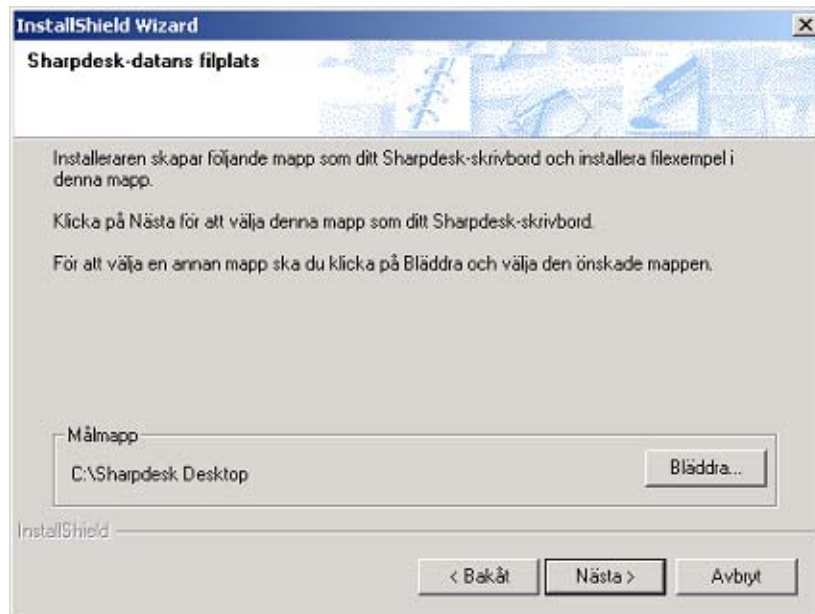 InstallShield Wizard
Sharpdesk-datans filplats
Installeraren skapar följande mapp som ditt Sharpdesk-skrivbord och installera filexempel i
denna mapp.
Klicka på Nästa för att välja denna mapp som ditt Sharpdesk-skrivbord.
För att välja en annan mapp ska du klicka på Bläddra och välja den önskade mappen.
Målmapp
C:\Sharpdesk Desktop
Bläddra...
InstallShield
< Bakåt
Nästa >
Avbryt